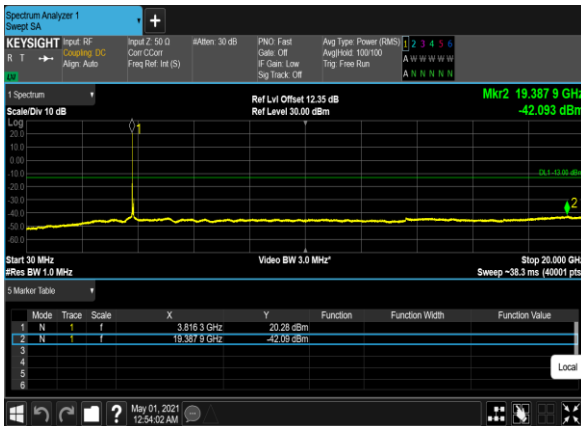 Spectrum Analyzer 1
Swept SA
+
KEYSIGHT Input: RF Input Z: 50 Ω #Atten: 30 dB PNO: Fast Avg Type: Power (RMS) 1 2 3 4 5 6
R T Coupling: DC Corr CCorr Gate: Off Avg|Hold: 100/100 A W W W W W
Align: Auto Freq Ref: Int (S) IF Gain: Low Trig: Free Run
LV Sig Track: Off A N N N N N
1 Spectrum Ref Lvl Offset 12.35 dB Mkr2 19.387 9 GHz
Scale/Div 10 dB Ref Level 30.00 dBm -42.093 dBm
Log
1
20.0
10.0
0.00
-10.0 DL1 -13.00 dBm
-20.0
-30.0
-40.0 2
-50.0
-60.0
Start 30 MHz Video BW 3.0 MHz* Stop 20.000 GHz
#Res BW 1.0 MHz Sweep ~38.3 ms (40001 pts)
5 Marker Table
Mode Trace Scale X Y Function Function Width Function Value
1 N 1 f 3.816 3 GHz 20.28 dBm
2 N 1 f 19.387 9 GHz -42.09 dBm
3
4
5
6
Local
? May 01, 2021
12:54:02 AM